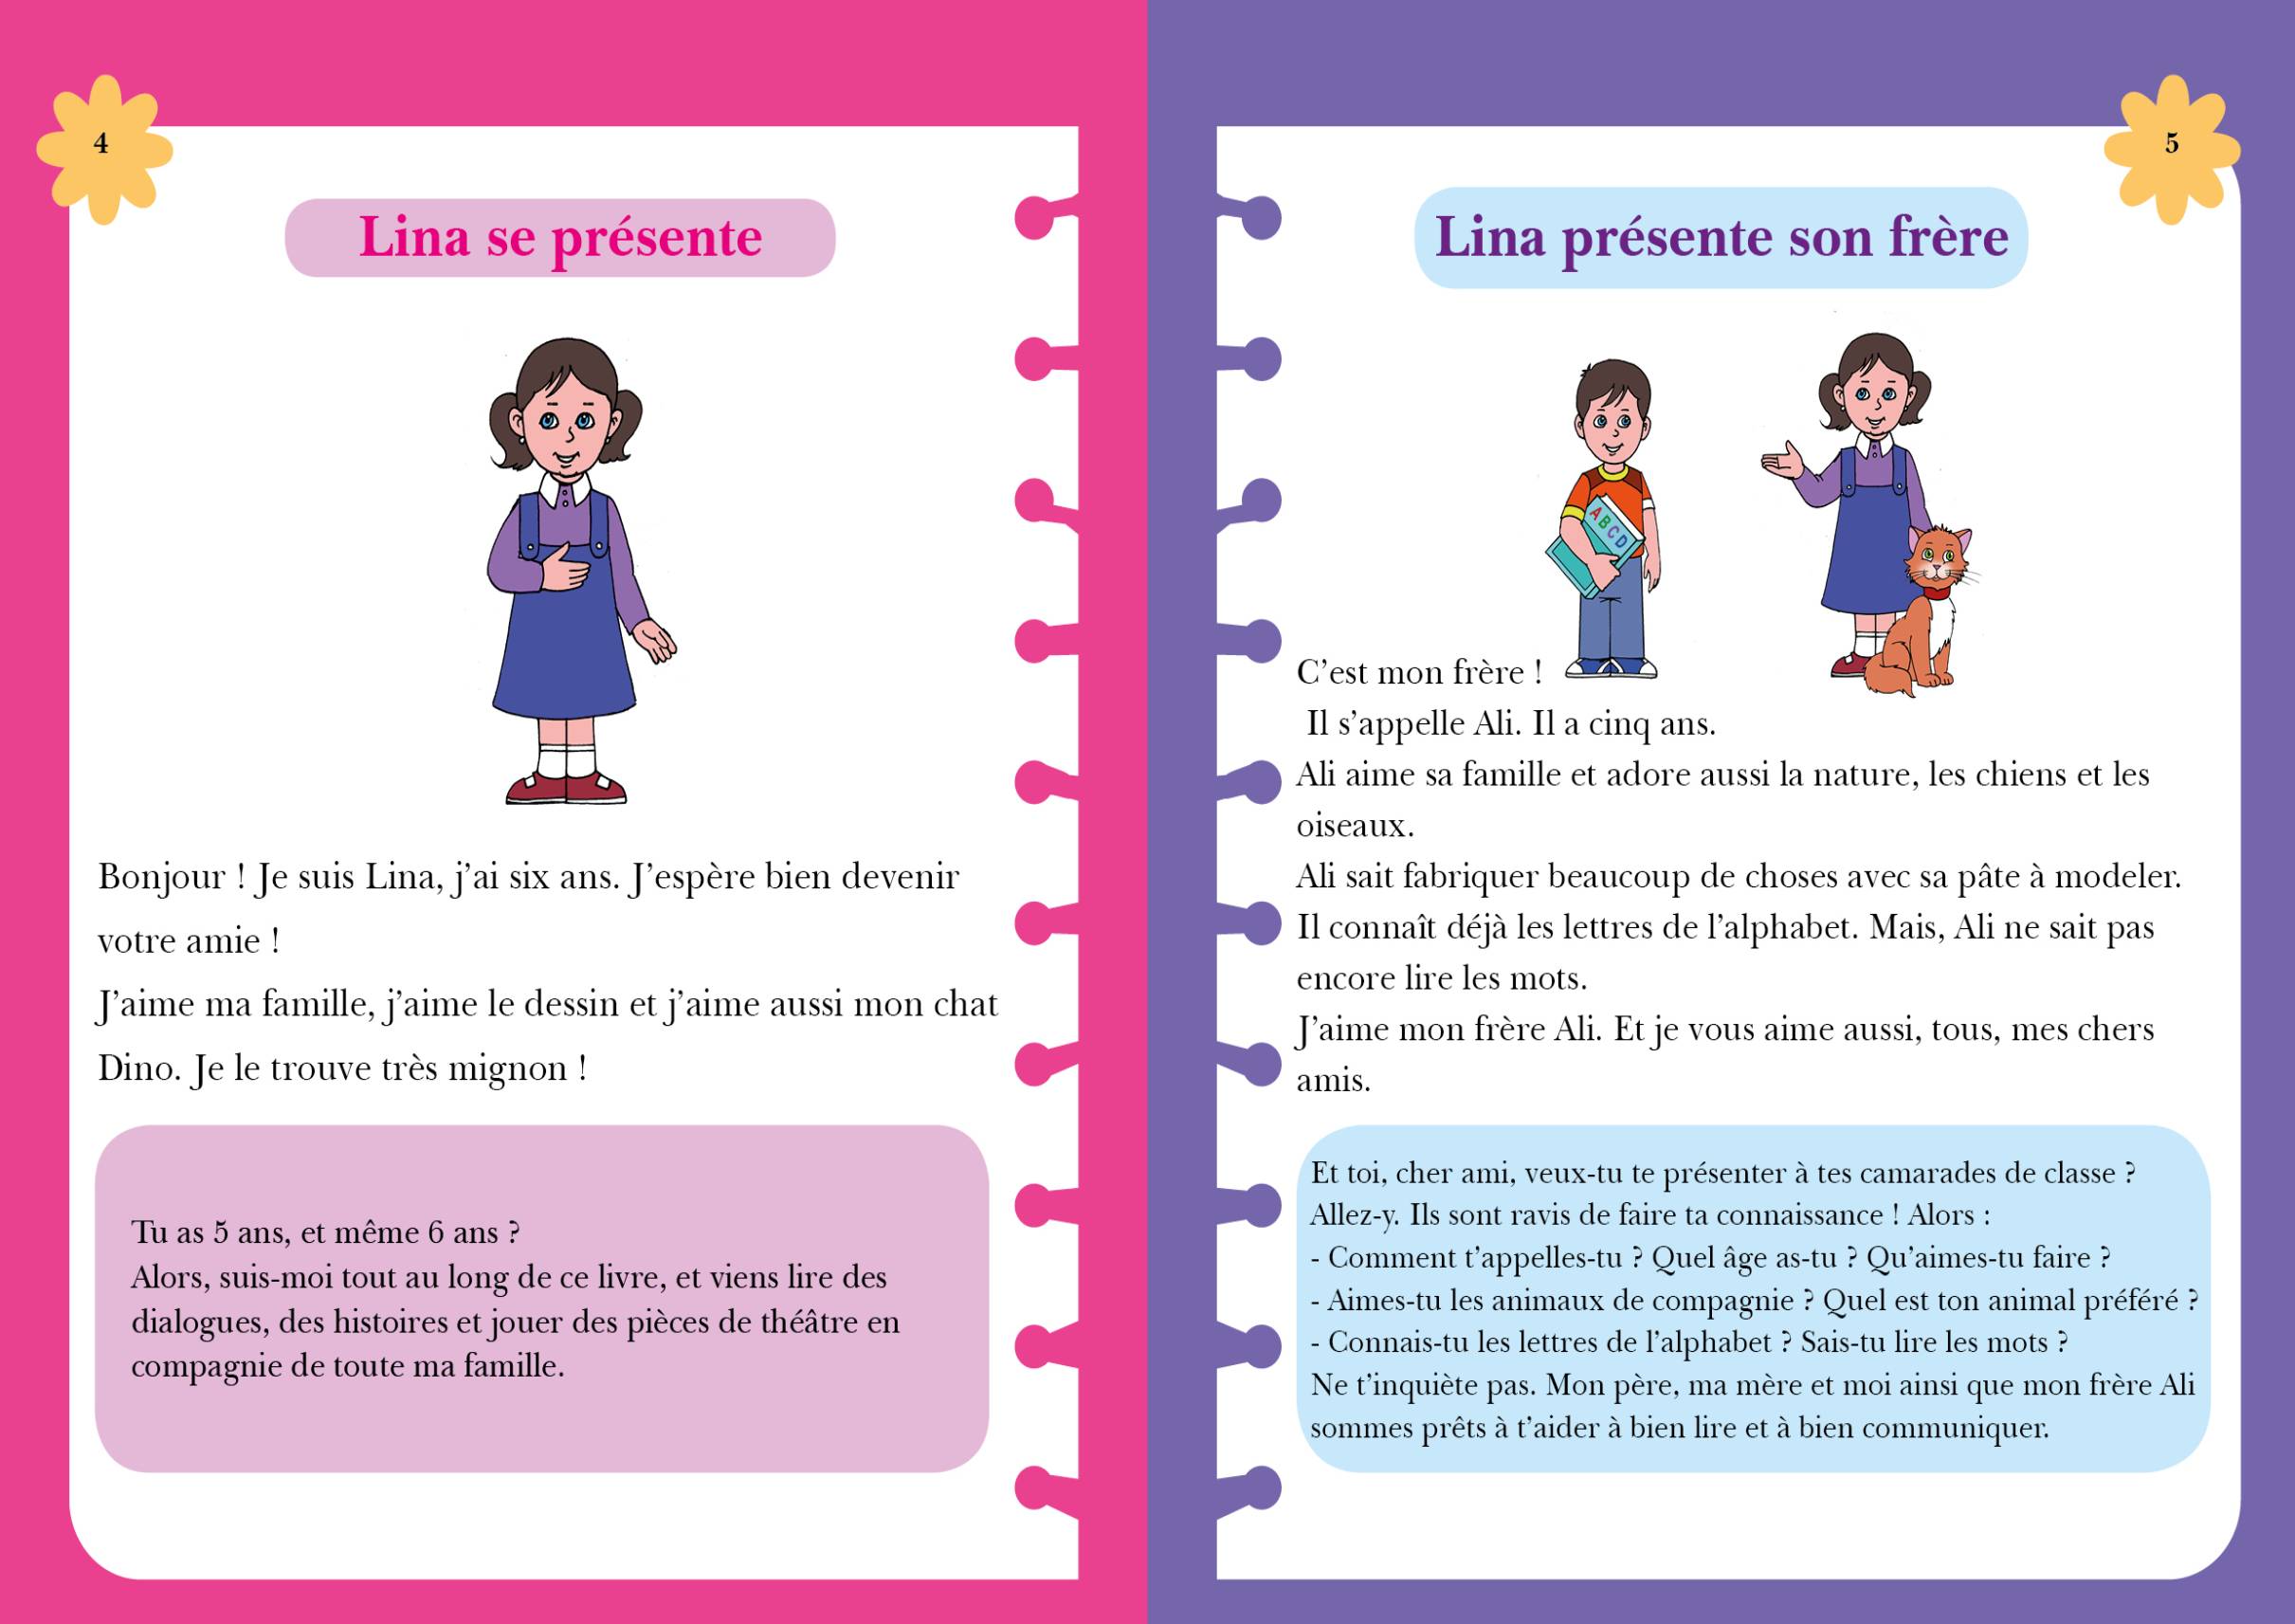 4
Lina se présente
Bonjour ! Je suis Lina, j’ai six ans. J’espère bien devenir
votre amie !
J’aime ma famille, j’aime le dessin et j’aime aussi mon chat
Dino. Je le trouve très mignon !
Tu as 5 ans, et même 6 ans ?
Alors, suis-moi tout au long de ce livre, et viens lire des
dialogues, des histoires et jouer des pièces de théâtre en
compagnie de toute ma famille.
5
Lina présente son frère
A B C D
C’est mon frère !
Il s’appelle Ali. Il a cinq ans.
Ali aime sa famille et adore aussi la nature, les chiens et les
oiseaux.
Ali sait fabriquer beaucoup de choses avec sa pâte à modeler.
Il connaît déjà les lettres de l’alphabet. Mais, Ali ne sait pas
encore lire les mots.
J’aime mon frère Ali. Et je vous aime aussi, tous, mes chers
amis.
Et toi, cher ami, veux-tu te présenter à tes camarades de classe ?
Allez-y. Ils sont ravis de faire ta connaissance ! Alors :
- Comment t’appelles-tu ? Quel âge as-tu ? Qu’aimes-tu faire ?
- Aimes-tu les animaux de compagnie ? Quel est ton animal préféré ?
- Connais-tu les lettres de l’alphabet ? Sais-tu lire les mots ?
Ne t’inquiète pas. Mon père, ma mère et moi ainsi que mon frère Ali
sommes prêts à t’aider à bien lire et à bien communiquer.